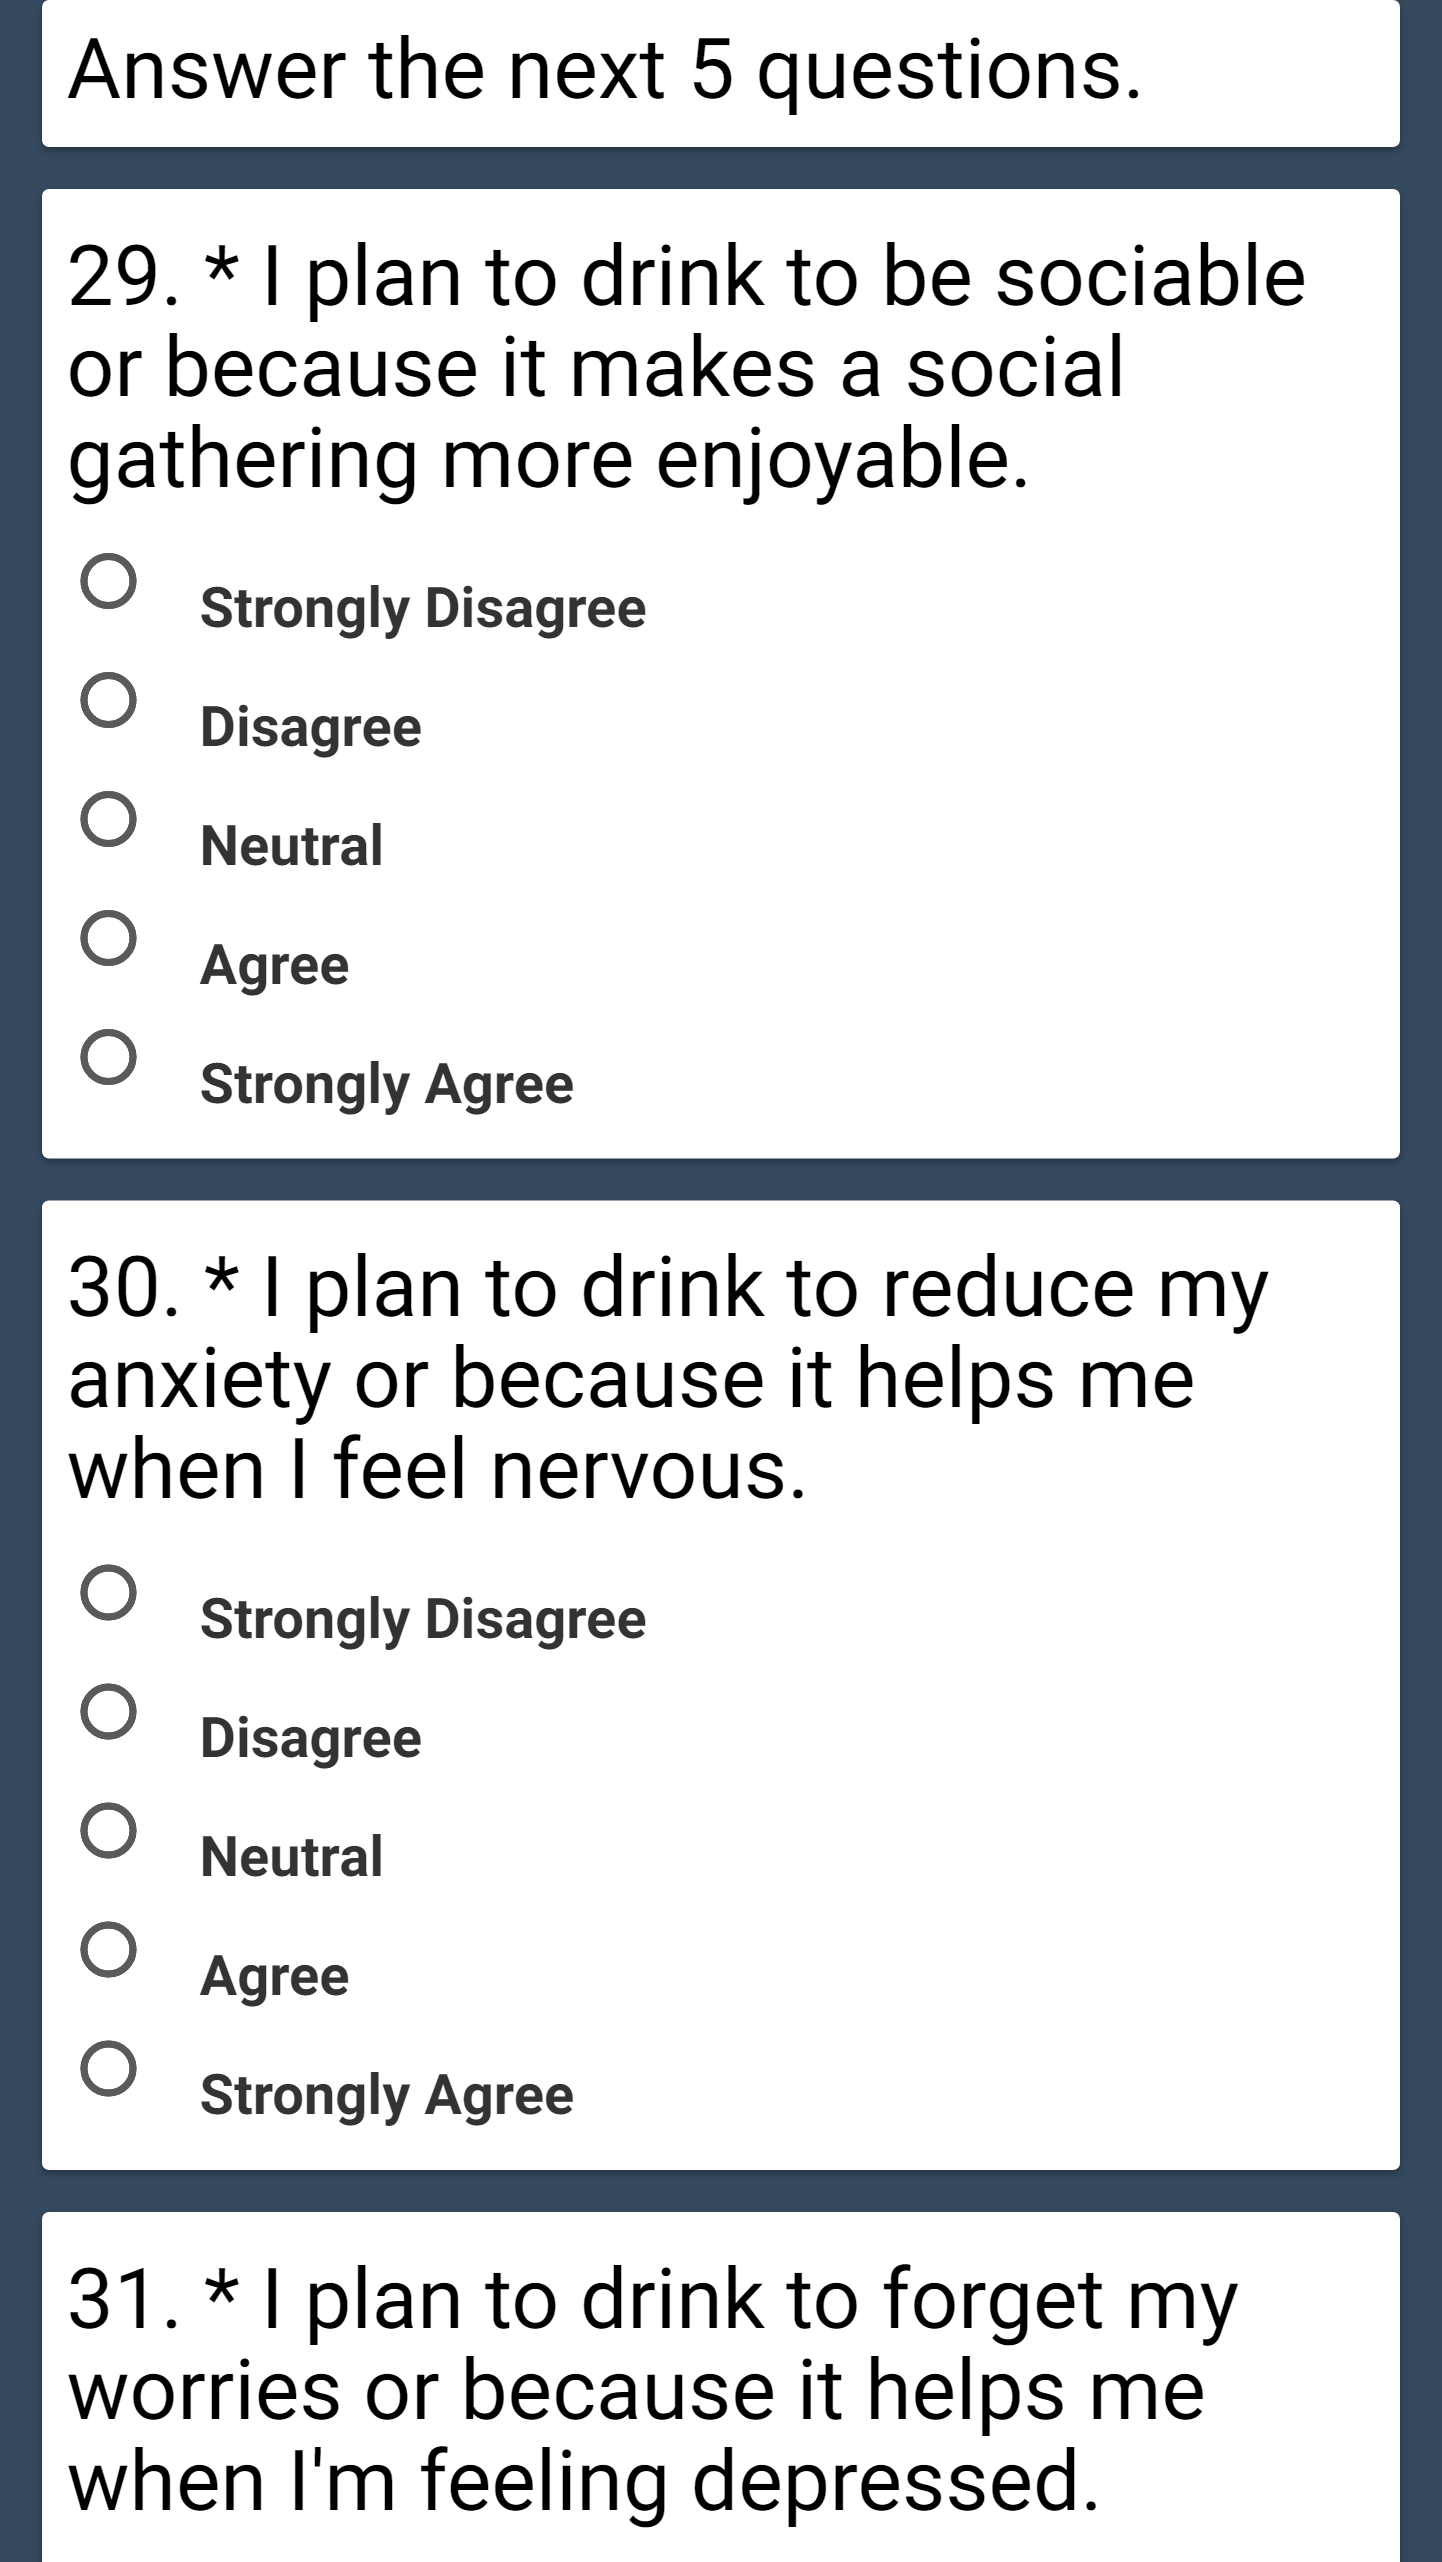 Answer the next 5 questions.
29. * I plan to drink to be sociable
or because it makes a social
gathering more enjoyable.
Strongly Disagree
Disagree
Neutral
Agree
Strongly Agree
30. * I plan to drink to reduce my
anxiety or because it helps me
when I feel nervous.
Strongly Disagree
Disagree
Neutral
Agree
Strongly Agree
31. * I plan to drink to forget my
worries or because it helps me
when I'm feeling depressed.